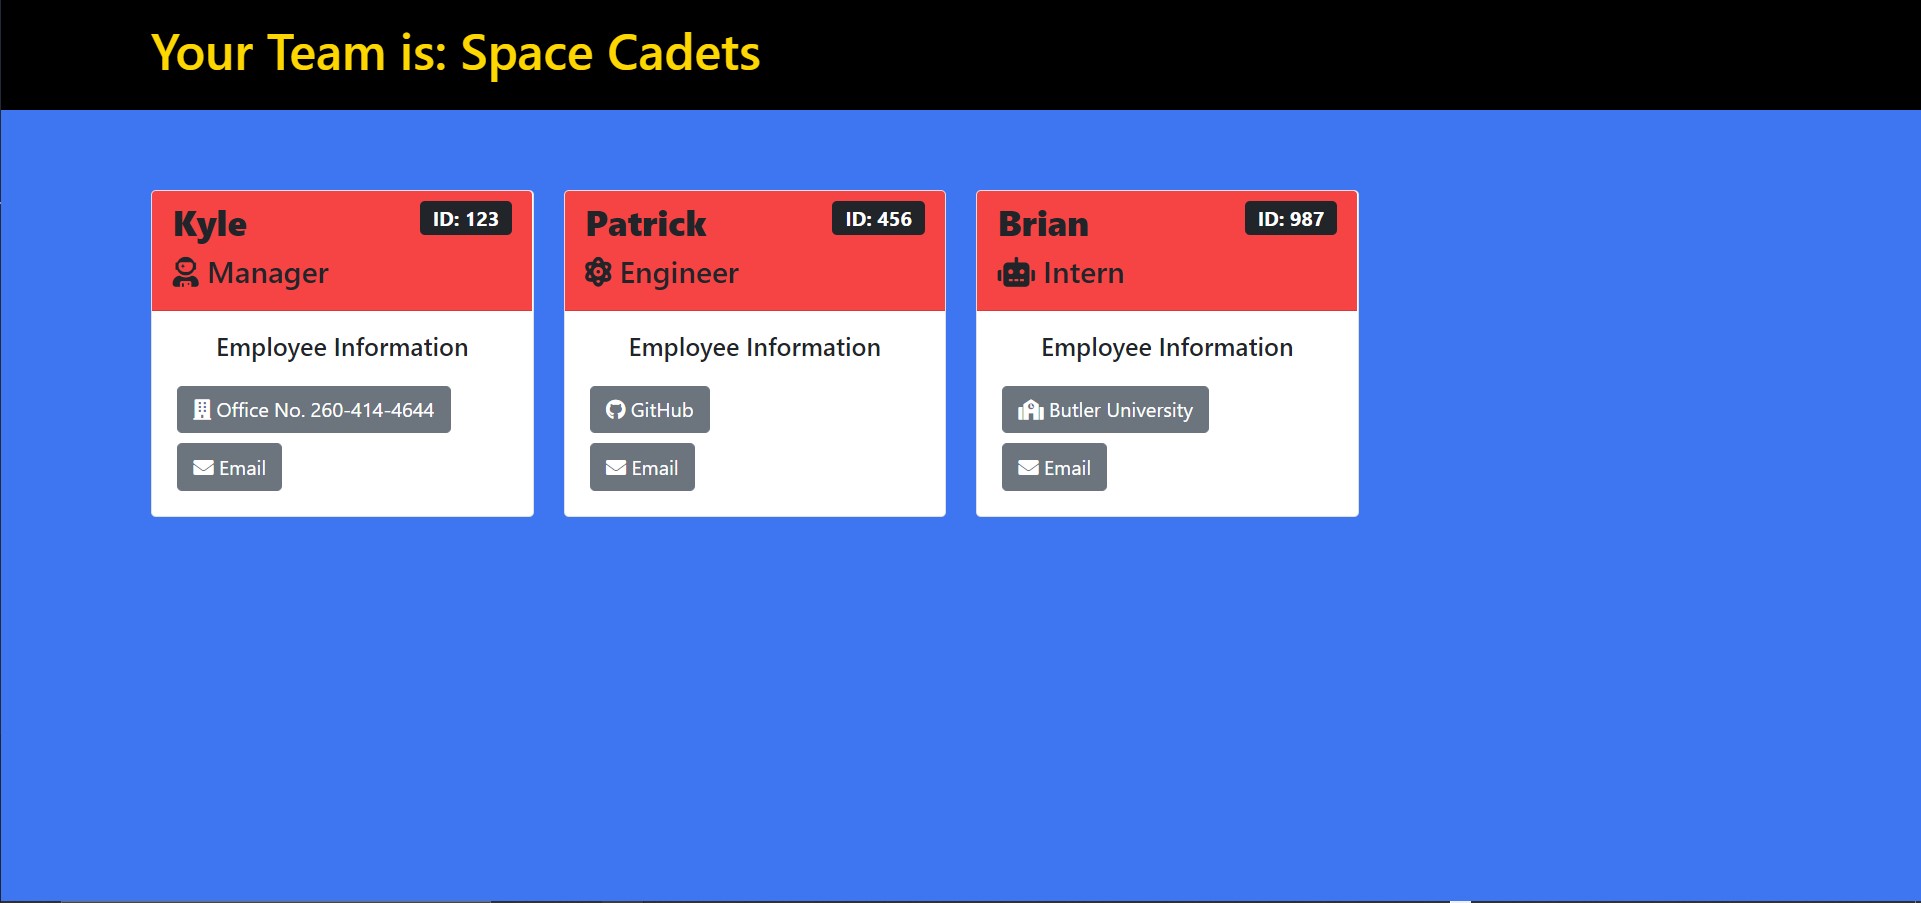 Your Team is: Space Cadets
Kyle
ID: 123
Manager
Employee Information
Office No. 260-414-4644
Email
Patrick
ID: 456
Engineer
Employee Information
GitHub
Email
Brian
ID: 987
Intern
Employee Information
Butler University
Email